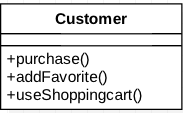 Customer
+purchase()
+addFavorite()
+useShoppingcart()